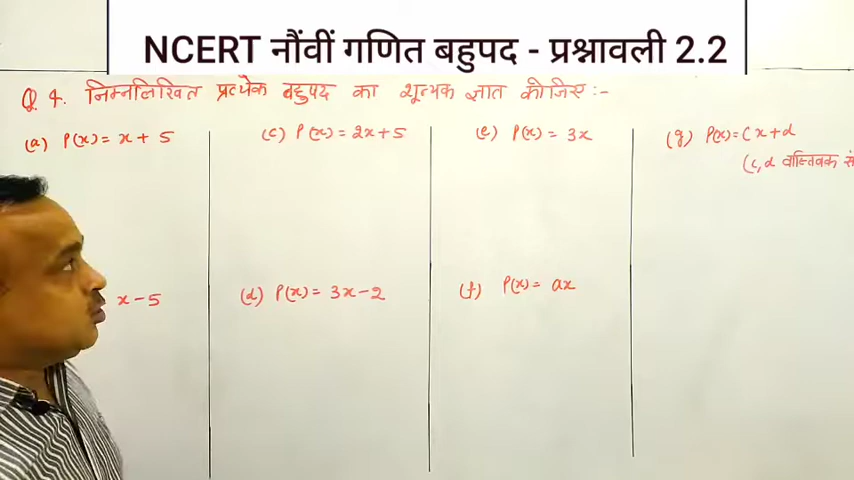 NCERT नौंवीं गणित बहुपद - प्रश्नावली 2.2
Q 4. निम्नलिखित प्रत्येक बहुपद का शून्यक ज्ञात कीजिए :-
(a) P(x) = x + 5
(c) P(x) = 2x+5
(e) P(x) = 3x
(g) P(x) = cx+d
(c,d वास्तविक सं
x - 5
(d) P(x) = 3x - 2
(f) P(x) = ax